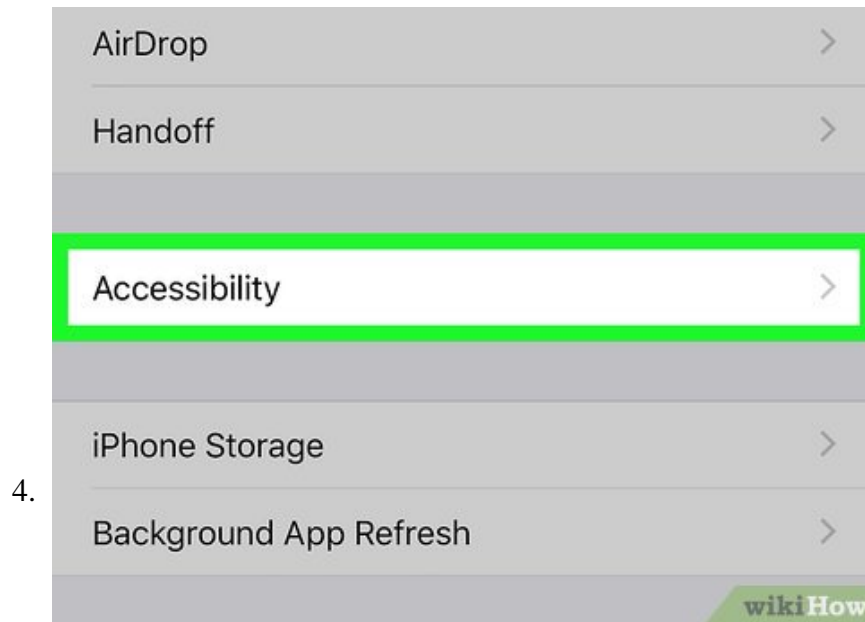 AirDrop
Handoff
Accessibility
iPhone Storage
4.
Background App Refresh
wikiHow